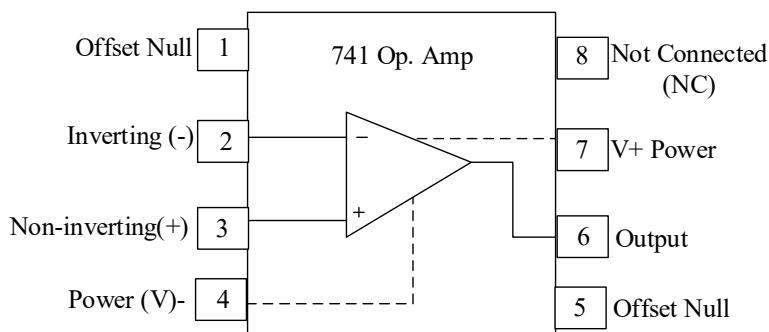 Offset Null
1
741 Op. Amp
8
Not Connected
(NC)
Inverting (-)
2
−
7
V+ Power
Non-inverting(+)
3
+
6
Output
Power (V)-
4
5
Offset Null